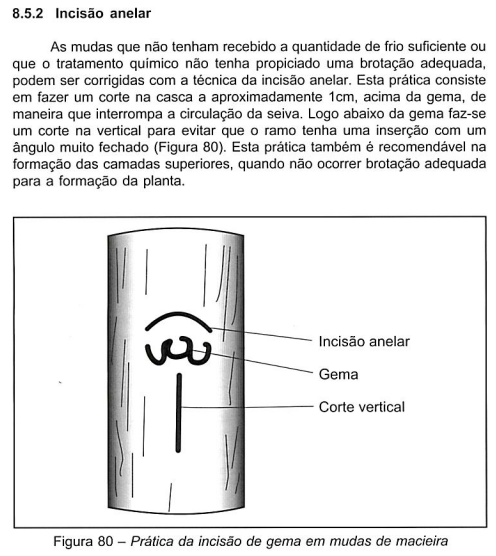 8.5.2 Incisão anelar
As mudas que não tenham recebido a quantidade de frio suficiente ou
que o tratamento químico não tenha propiciado uma brotação adequada,
podem ser corrigidas com a técnica da incisão anelar. Esta prática consiste
em fazer um corte na casca a aproximadamente 1cm, acima da gema, de
maneira que interrompa a circulação da seiva. Logo abaixo da gema faz-se
um corte na vertical para evitar que o ramo tenha uma inserção com um
ângulo muito fechado (Figura 80). Esta prática também é recomendável na
formação das camadas superiores, quando não ocorrer brotação adequada
para a formação da planta.
Incisão anelar
Gema
Corte vertical
Figura 80 – Prática da incisão de gema em mudas de macieira